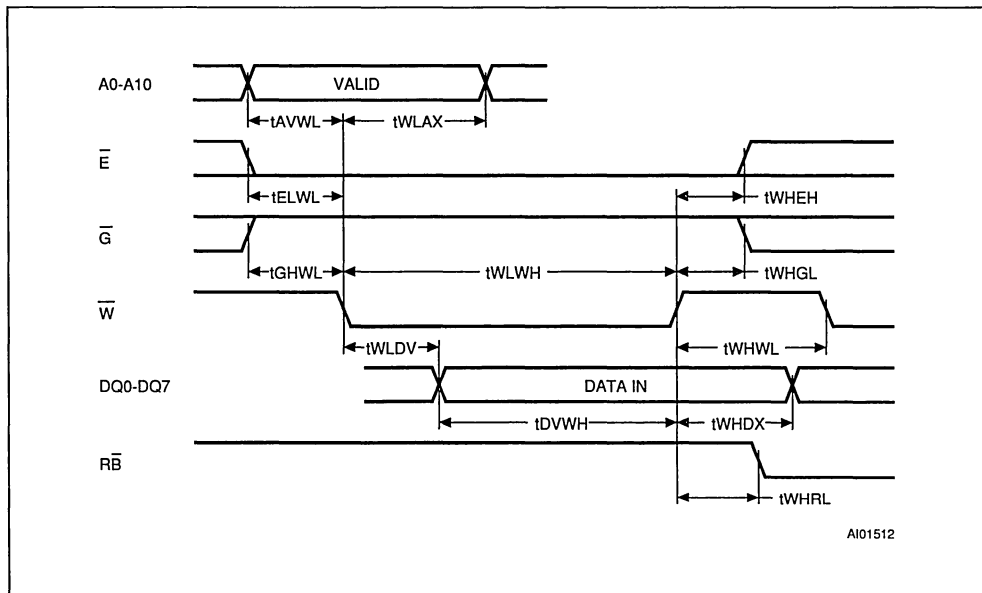 A0-A10
VALID
tAVWL
tWLAX
E̅
tELWL
tWHEH
G̅
tGHWL
tWLWH
tWHGL
W̅
tWLDV
tWHWL
DQ0-DQ7
DATA IN
tDVWH
tWHDX
RB̅
tWHRL
AI01512